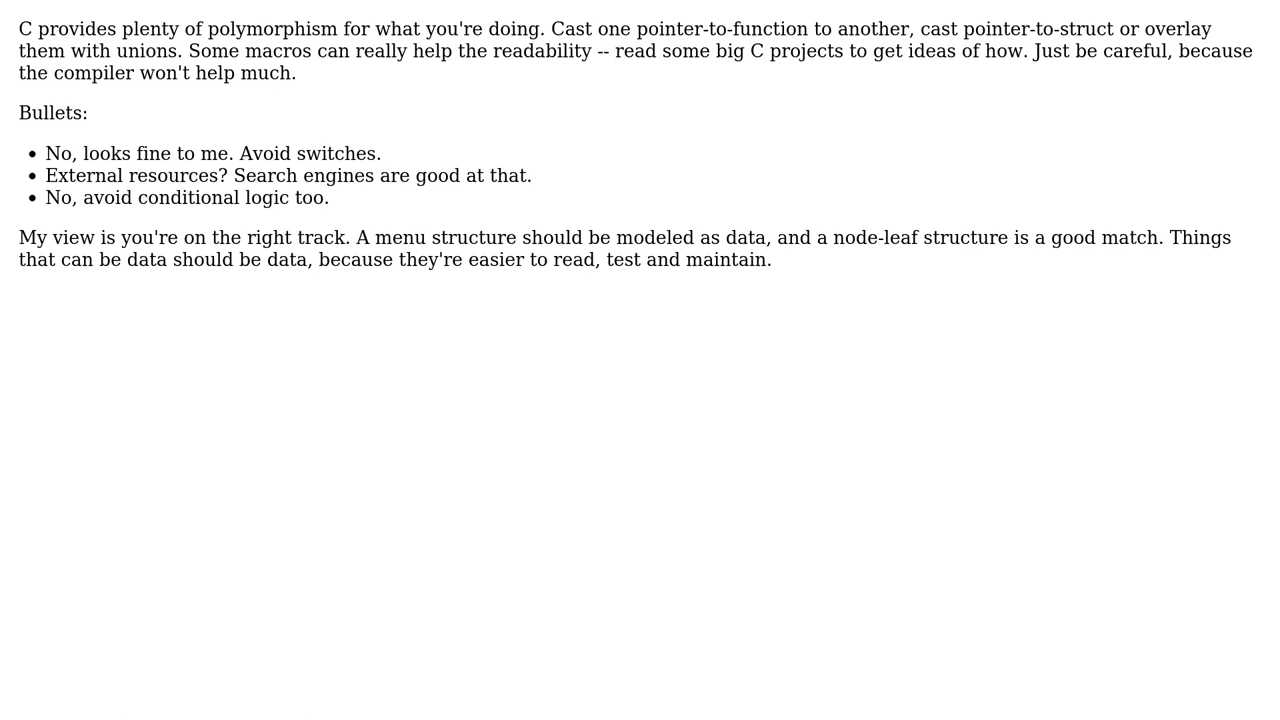 C provides plenty of polymorphism for what you're doing. Cast one pointer-to-function to another, cast pointer-to-struct or overlay
them with unions. Some macros can really help the readability -- read some big C projects to get ideas of how. Just be careful, because
the compiler won't help much.
Bullets:
• No, looks fine to me. Avoid switches.
• External resources? Search engines are good at that.
• No, avoid conditional logic too.
My view is you're on the right track. A menu structure should be modeled as data, and a node-leaf structure is a good match. Things
that can be data should be data, because they're easier to read, test and maintain.